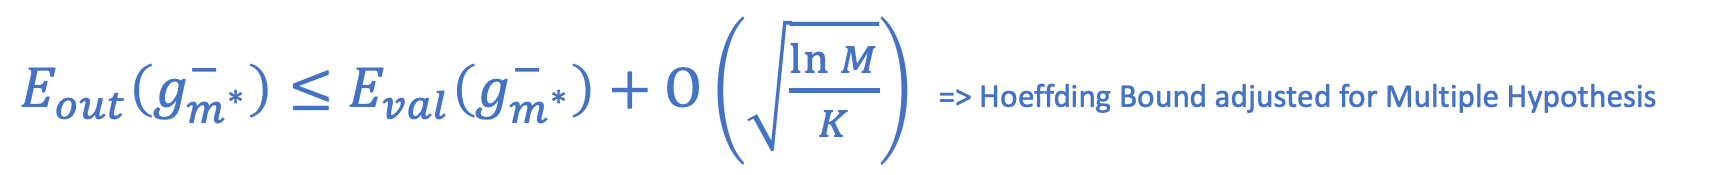 E_out(g⁻_m*) ≤ E_val(g⁻_m*) + O(√(ln M / K)) => Hoeffding Bound adjusted for Multiple Hypothesis